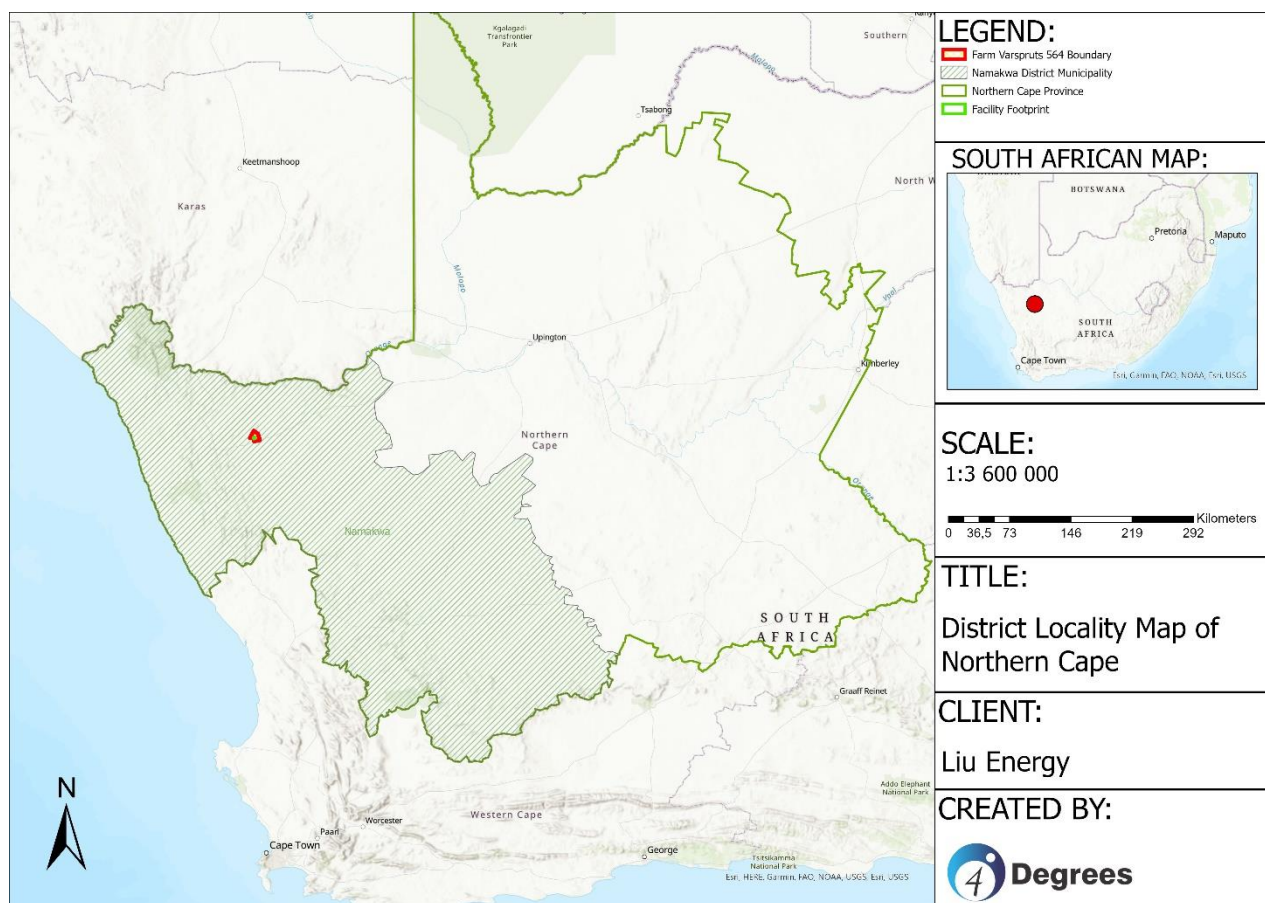 Kgalagadi
Transfrontier
Park
Southern
Molopo
Tsabong
Keetmanshoop
North W
Karas
Molopo
Vaal
Orange
Upington
Kimberley
Northern
Cape
Orange
Namakwa
SOUTH
AFRICA
Graaff Reinet
Addo Elephant
National Park
Western Cape
Worcester
Paarl
Cape Town
George
Tsitsikamma
National Park
Esri, HERE, Garmin, FAO, NOAA, USGS, Esri, USGS
N
LEGEND:
Farm Varspruts 564 Boundary
Namakwa District Municipality
Northern Cape Province
Facility Footprint
SOUTH AFRICAN MAP:
BOTSWANA
Pretoria
Maputo
SOUTH
AFRICA
Cape Town
Esri, Garmin, FAO, NOAA, Esri, USGS
SCALE:
1:3 600 000
Kilometers
0 36,5 73 146 219 292
TITLE:
District Locality Map of
Northern Cape
CLIENT:
Liu Energy
CREATED BY:
4 Degrees